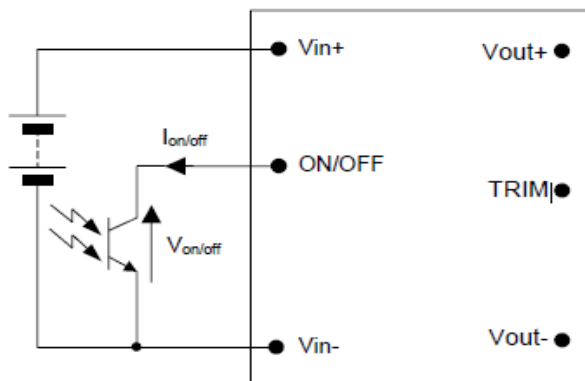 Vin+
Vout+
Ion/off
ON/OFF
TRIM
Von/off
Vin-
Vout-